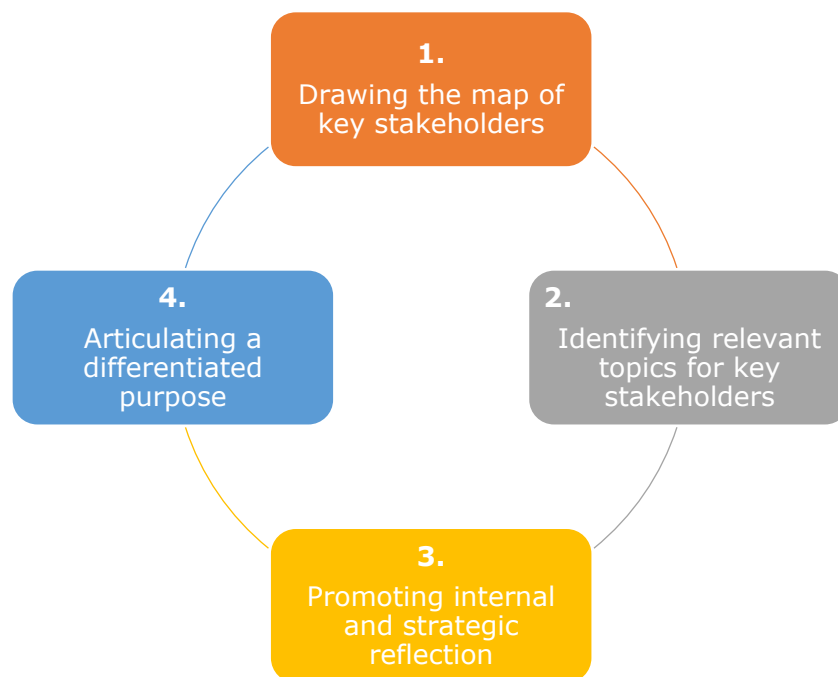 1.
Drawing the map of
key stakeholders
2.
Identifying relevant
topics for key
stakeholders
3.
Promoting internal
and strategic
reflection
4.
Articulating a
differentiated
purpose